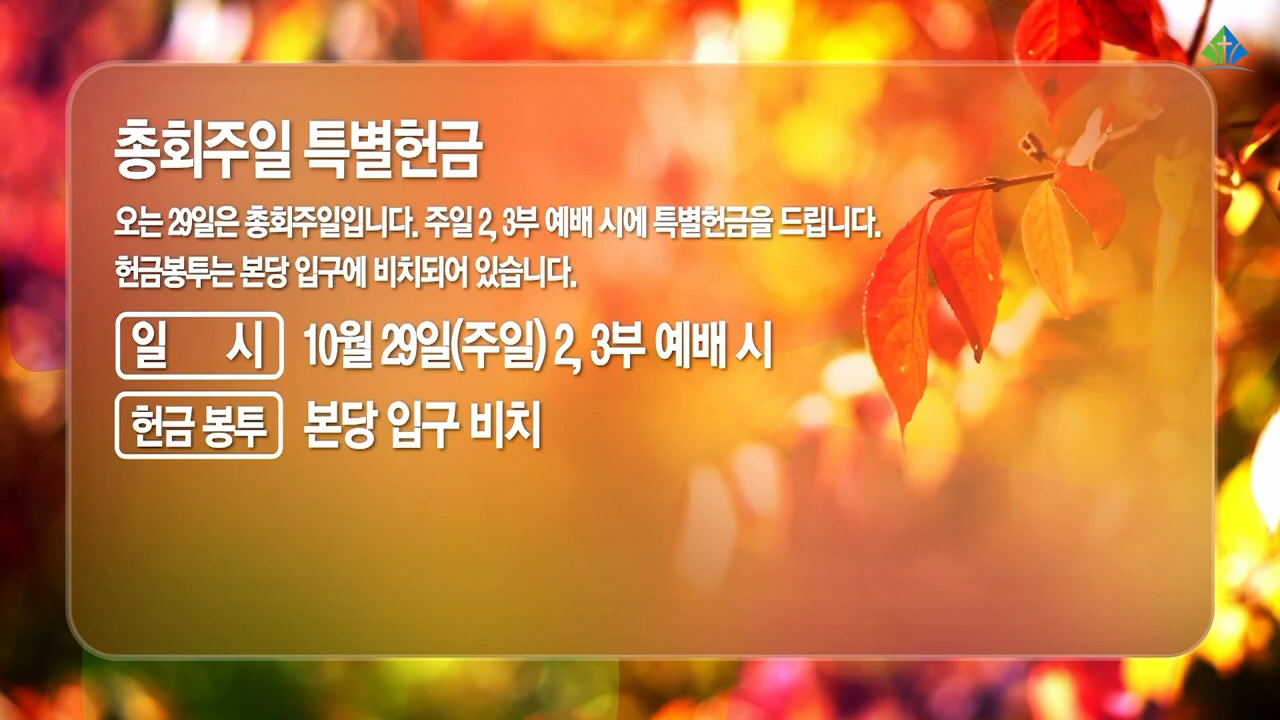 총회주일 특별헌금
오는 29일은 총회주일입니다. 주일 2, 3부 예배 시에 특별헌금을 드립니다.
헌금봉투는 본당 입구에 비치되어 있습니다.
일 시 10월 29일(주일) 2, 3부 예배 시
헌금 봉투 본당 입구 비치